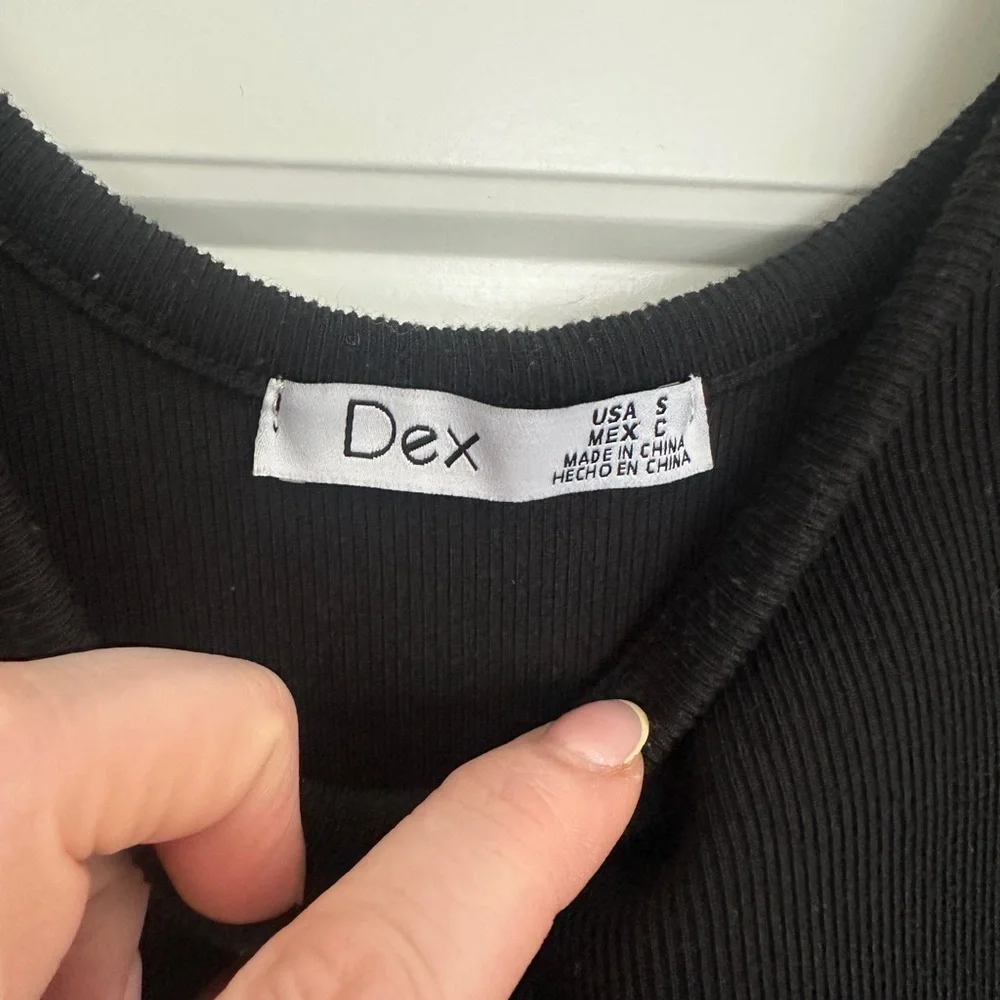 Dex
USA S
MEX C
MADE IN CHINA
HECHO EN CHINA